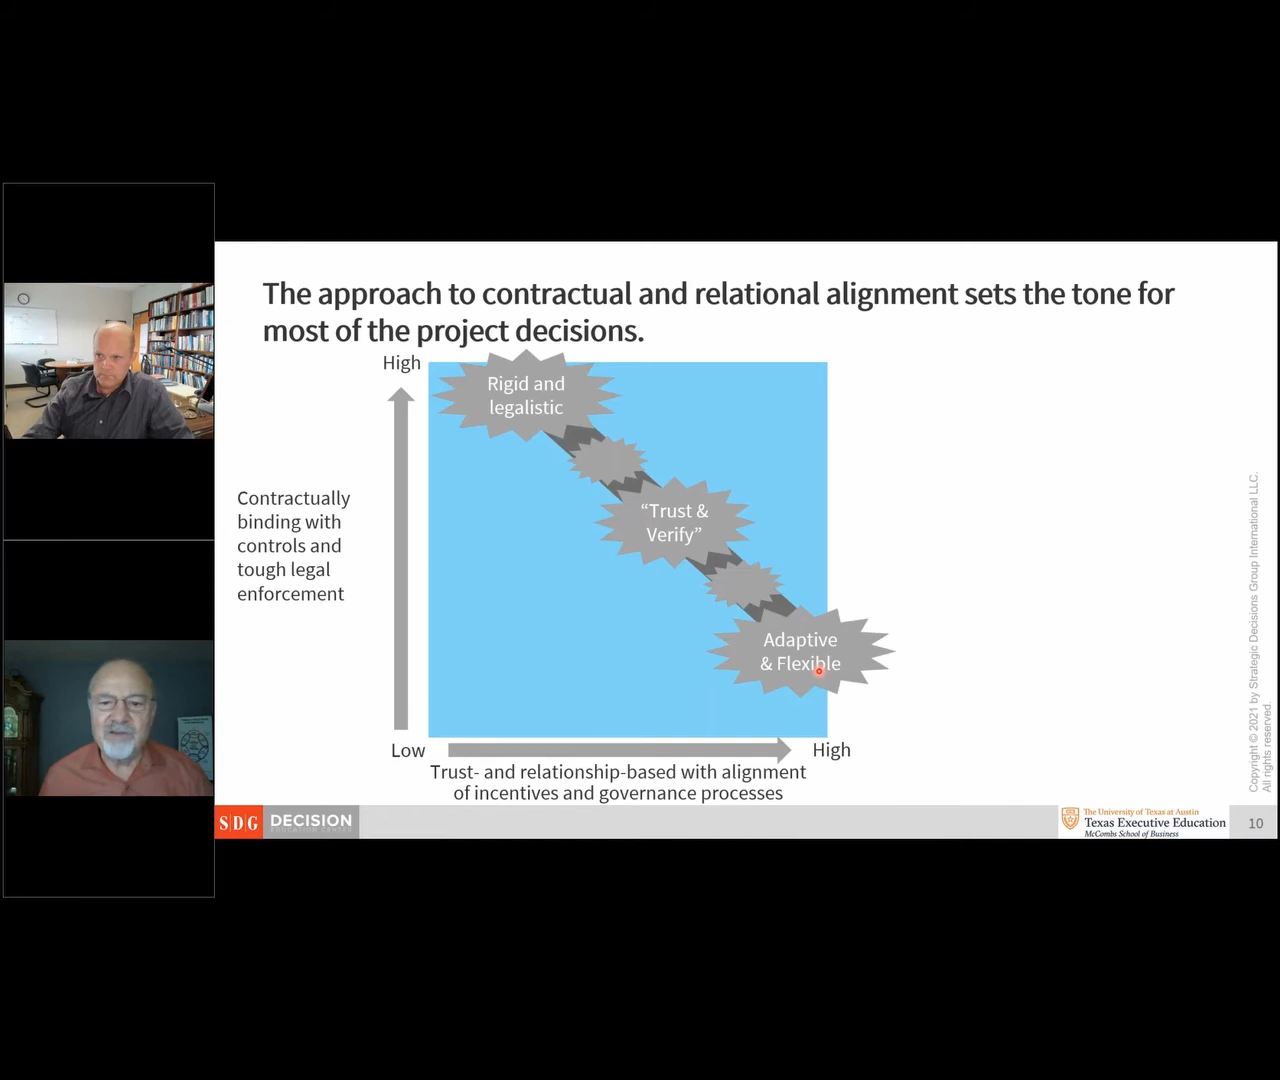 The approach to contractual and relational alignment sets the tone for
most of the project decisions.
High
Rigid and
legalistic
Contractually
binding with
controls and
tough legal
enforcement
“Trust &
Verify”
Adaptive
& Flexible
Low
High
Trust- and relationship-based with alignment
of incentives and governance processes
Copyright © 2021 by Strategic Decisions Group International LLC.
All rights reserved.
SDG
DECISION
EDUCATION CENTER
The University of Texas at Austin
Texas Executive Education
McCombs School of Business
10